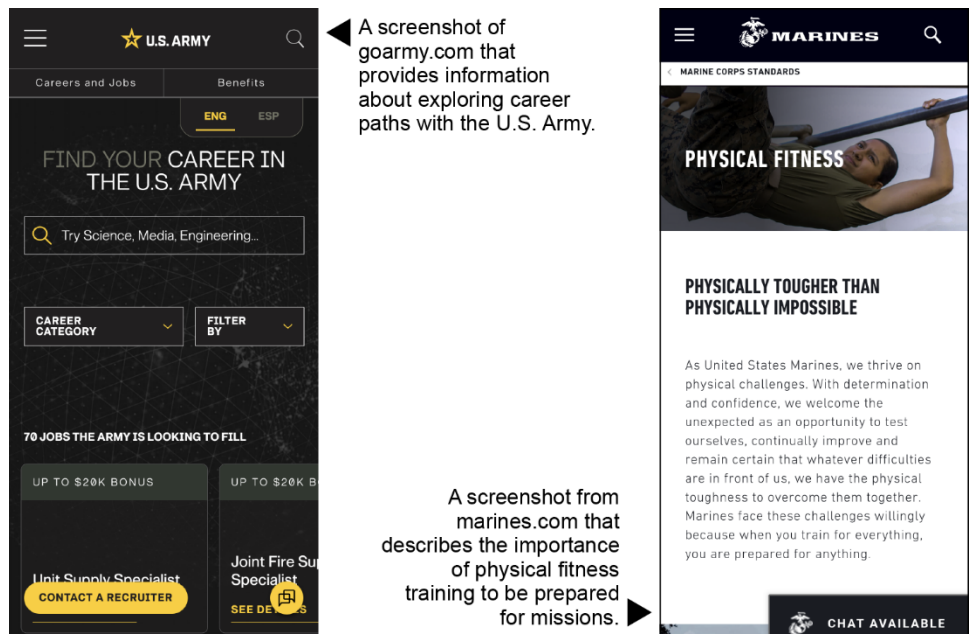 U.S. ARMY
Careers and Jobs
Benefits
ENG
ESP
FIND YOUR CAREER IN
THE U.S. ARMY
Try Science, Media, Engineering...
CAREER
CATEGORY
FILTER
BY
70 JOBS THE ARMY IS LOOKING TO FILL
UP TO $20K BONUS
UP TO $20K B
Unit Supply Specialist
Joint Fire Su
Specialist
CONTACT A RECRUITER
SEE DE
A screenshot of
goarmy.com that
provides information
about exploring career
paths with the U.S. Army.
A screenshot from
marines.com that
describes the importance
of physical fitness
training to be prepared
for missions.
MARINES
< MARINE CORPS STANDARDS
PHYSICAL FITNESS
PHYSICALLY TOUGHER THAN
PHYSICALLY IMPOSSIBLE
As United States Marines, we thrive on
physical challenges. With determination
and confidence, we welcome the
unexpected as an opportunity to test
ourselves, continually improve and
remain certain that whatever difficulties
are in front of us, we have the physical
toughness to overcome them together.
Marines face these challenges willingly
because when you train for everything,
you are prepared for anything.
CHAT AVAILABLE